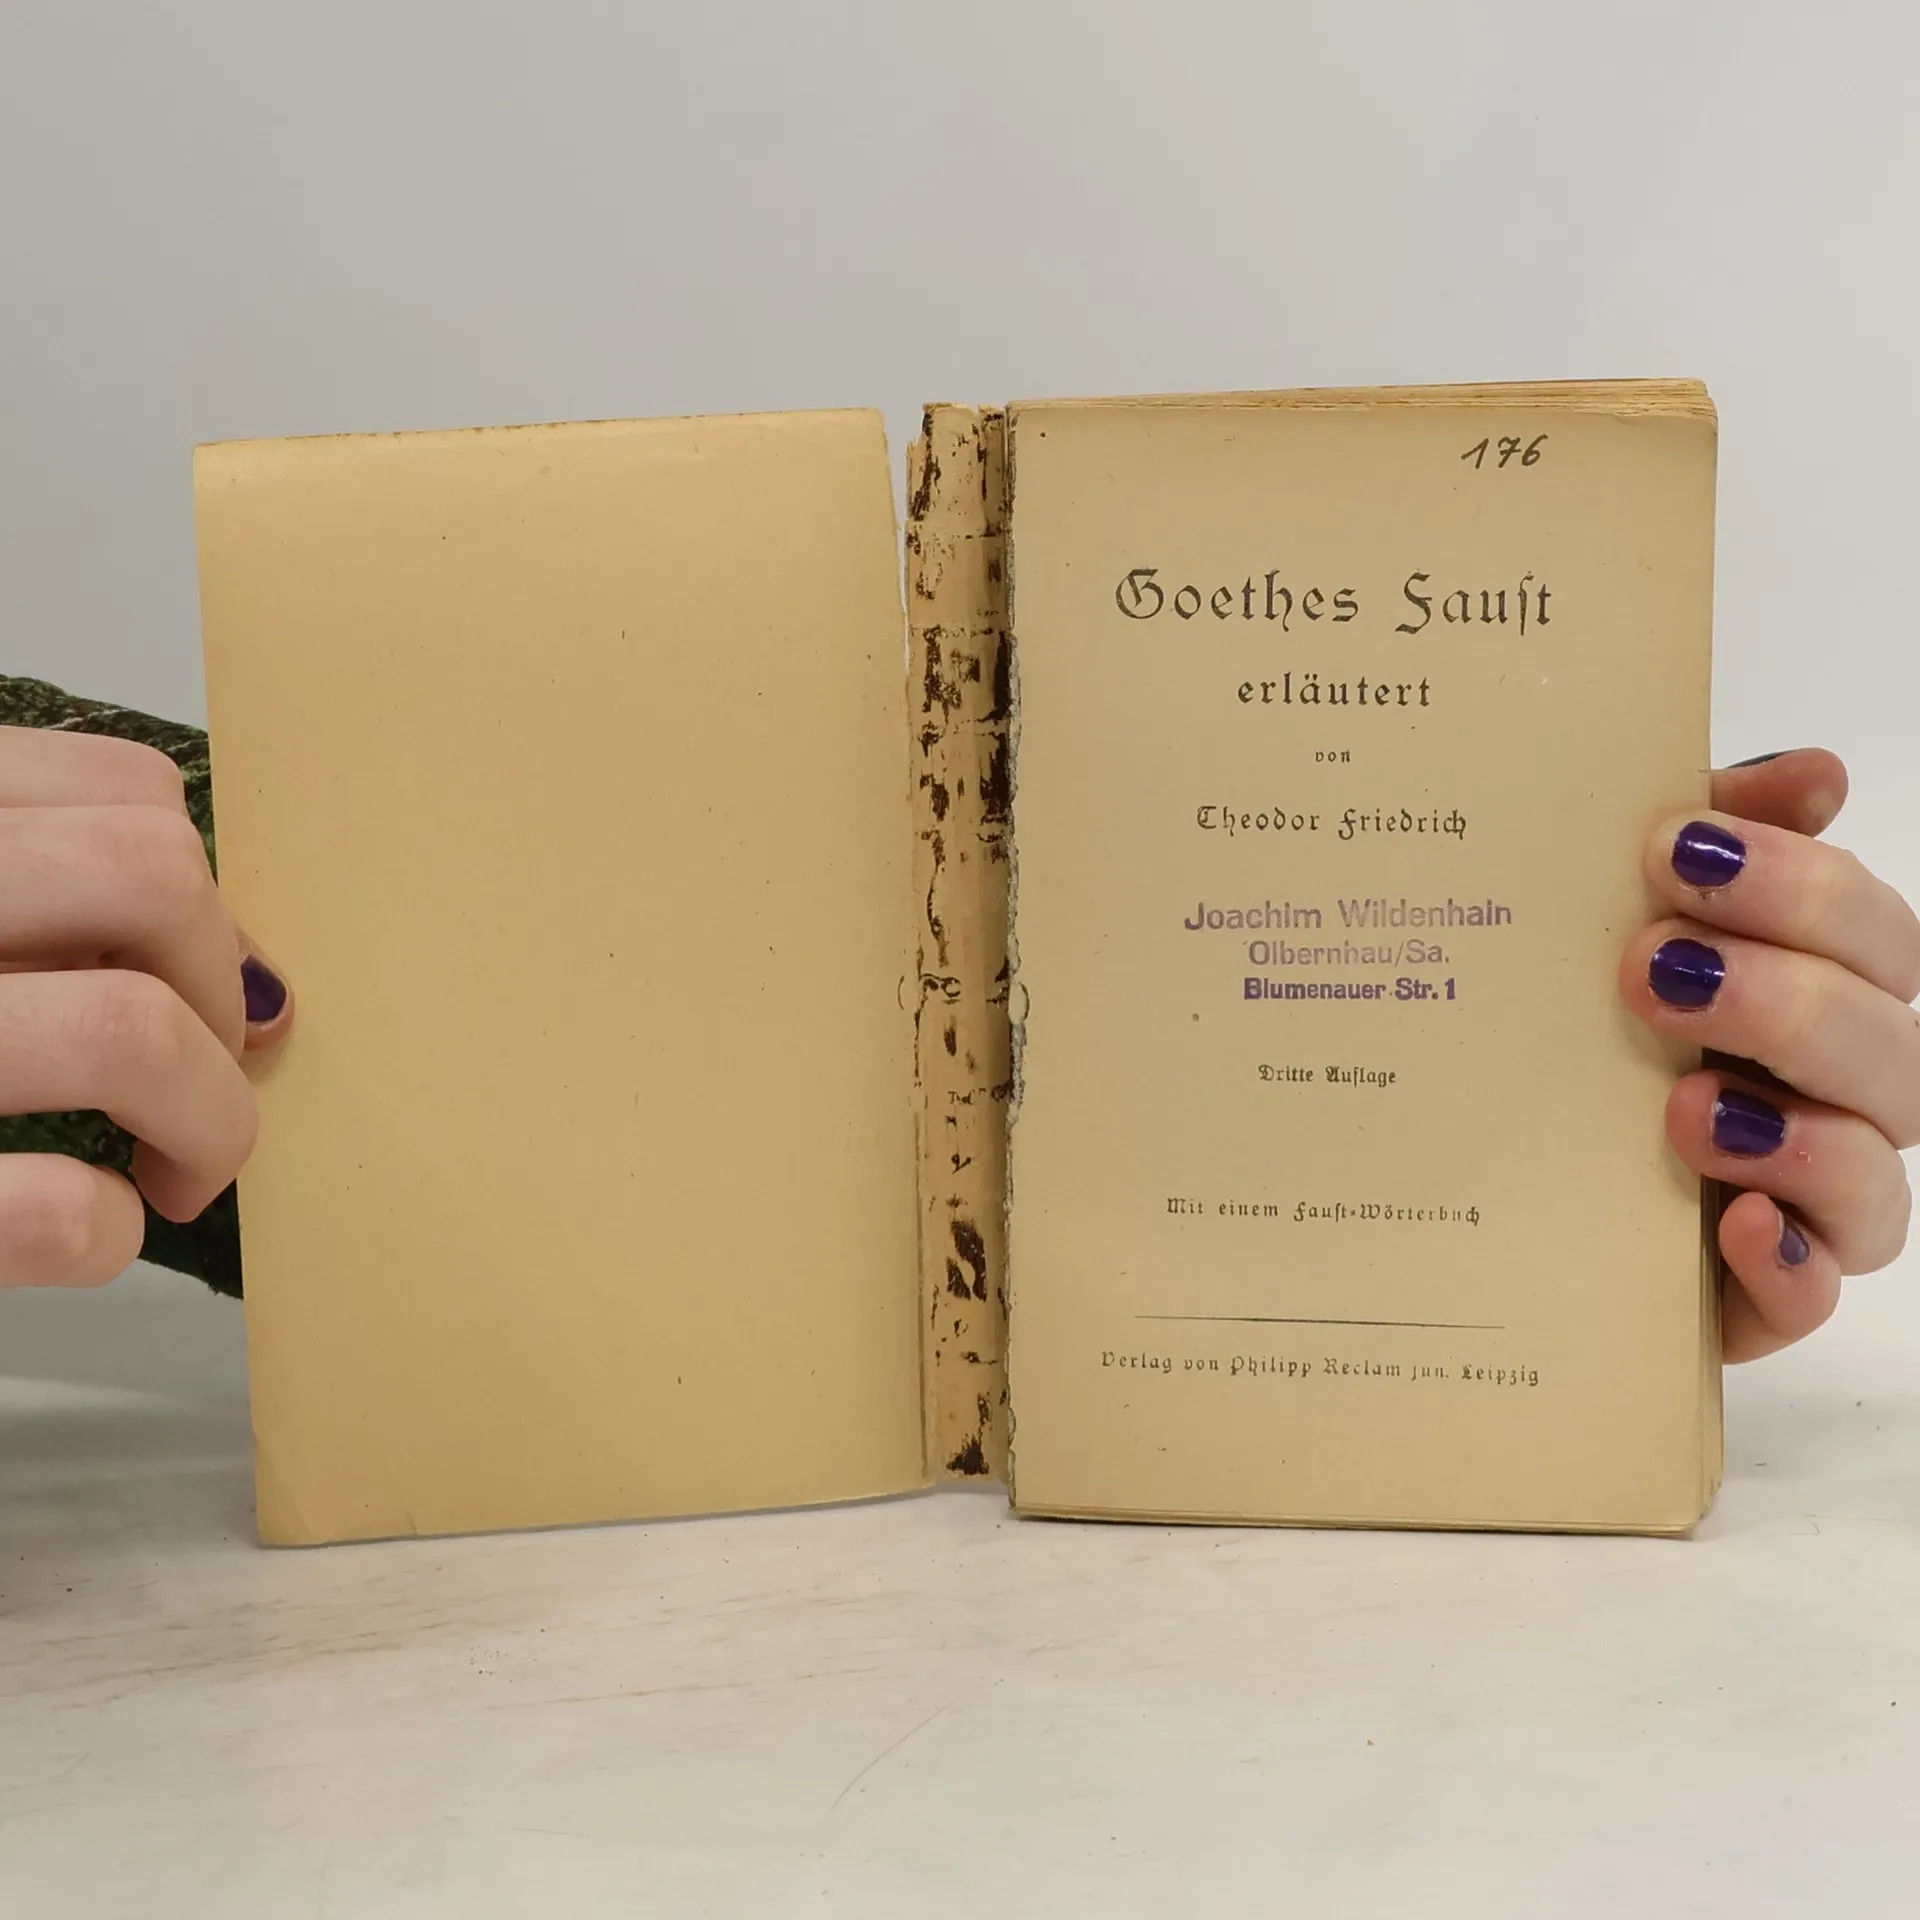 176
Goethes Faust
erläutert
von
Theodor Friedrich
Joachim Wildenhain
Olbernhau/Sa.
Blumenauer Str. 1
Dritte Auflage
Mit einem Faust-Wörterbuch
Verlag von Philipp Reclam jun. Leipzig